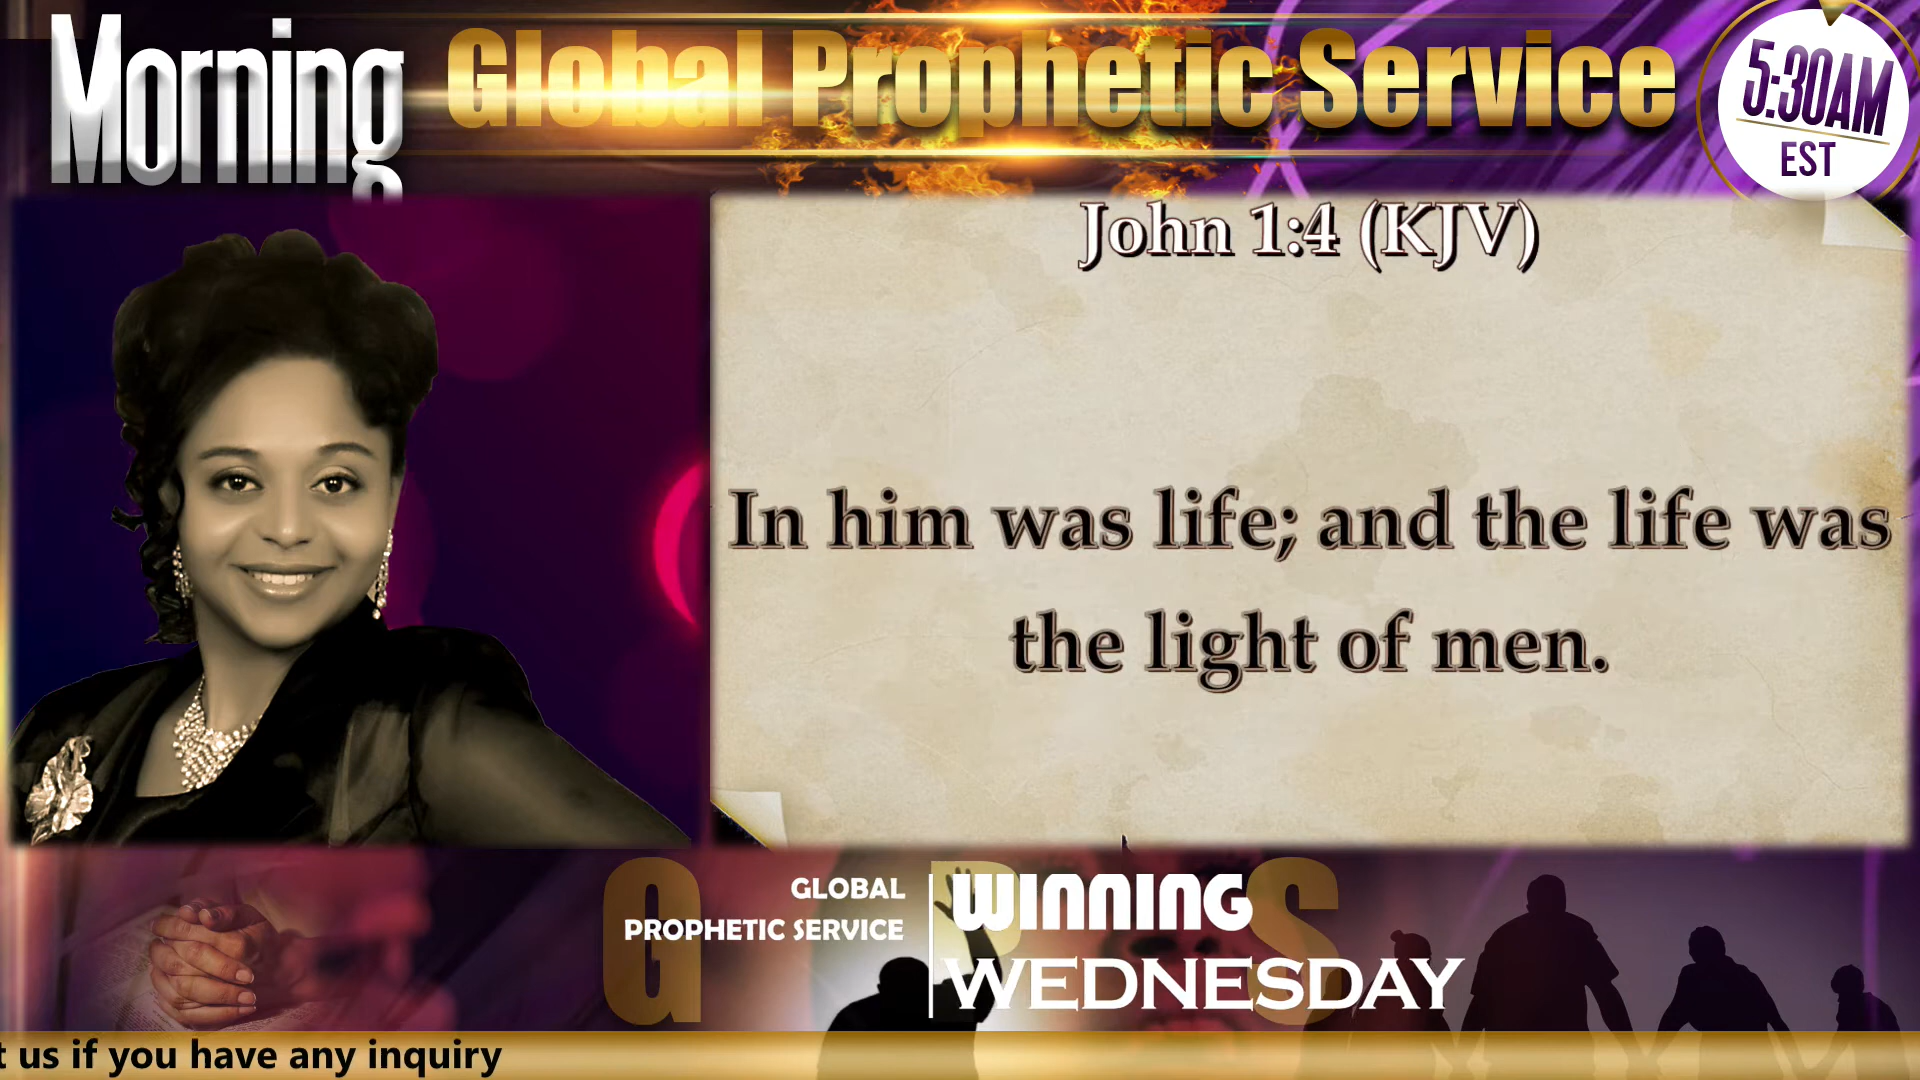 Morning
Global Prophetic Service
5:30AM
EST
John 1:4 (KJV)
In him was life; and the life was
the light of men.
G P S
GLOBAL
PROPHETIC SERVICE
WINNING
WEDNESDAY
t us if you have any inquiry